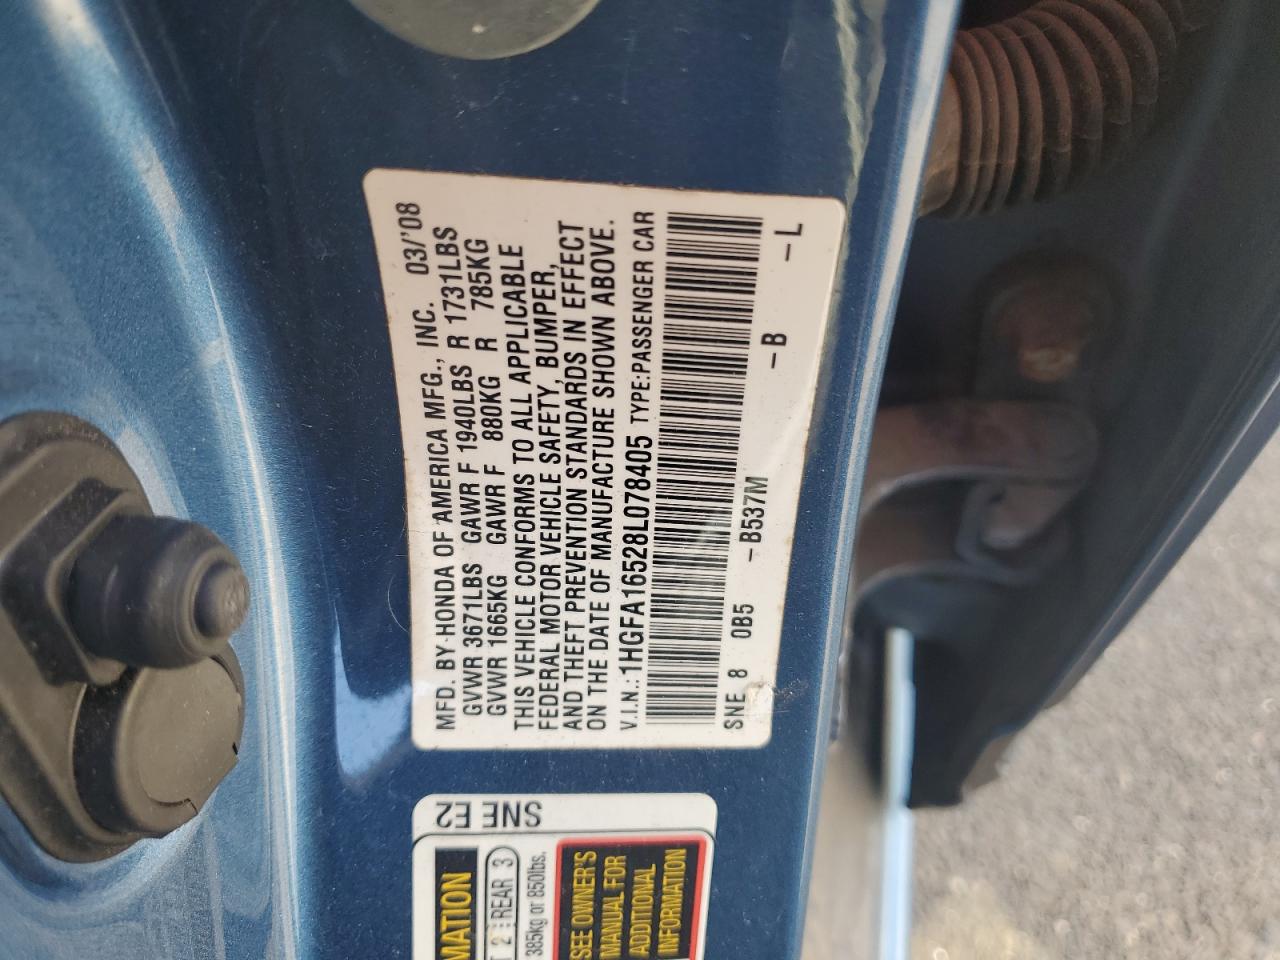 MFD. BY·HONDA OF AMERICA MFG., INC. 03/'08
GVWR 3671LBS GAWR F 1940LBS R 1731LBS
GVWR 1665KG GAWR F 880KG R 785KG
THIS VEHICLE CONFORMS TO ALL APPLICABLE
FEDERAL MOTOR VEHICLE SAFETY, BUMPER,
AND THEFT PREVENTION STANDARDS IN EFFECT
ON THE DATE OF MANUFACTURE SHOWN ABOVE.
V.I.N.: 1HGFA16528L078405 TYPE:PASSENGER CAR
SNE 8 0B5 -B537M -B -L
SNE E2
MATION
2 REAR 3
385kg or 850lbs.
SEE OWNER'S
MANUAL FOR
ADDITIONAL
INFORMATION